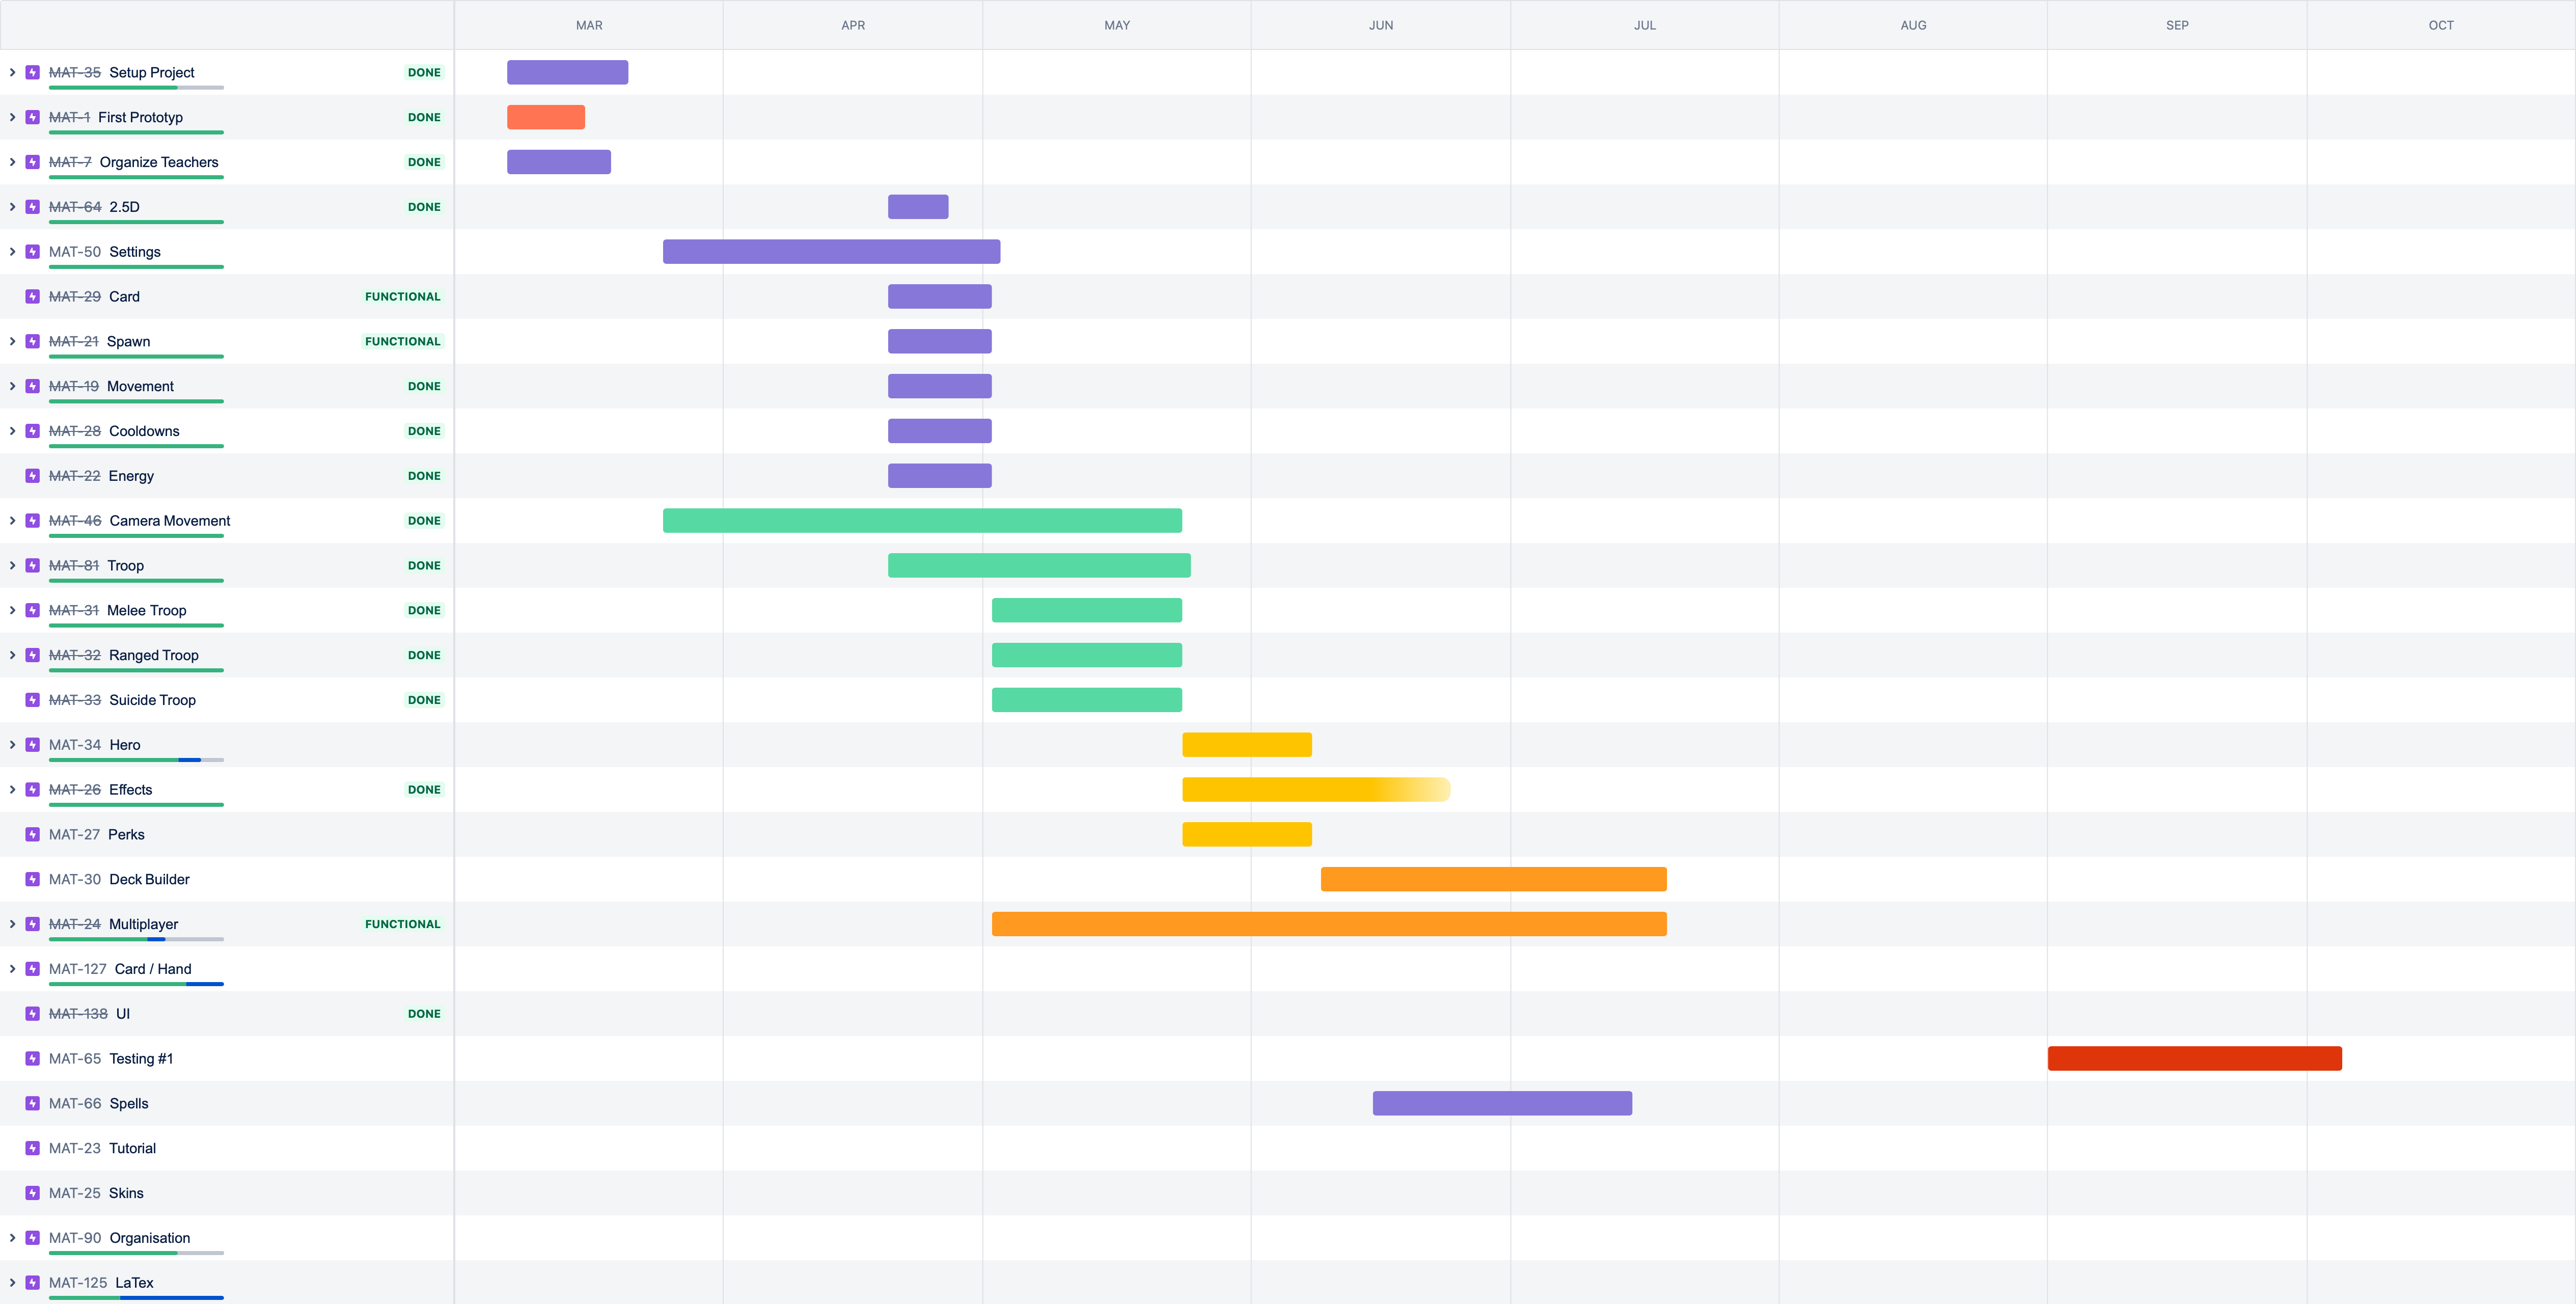 MAR APR MAY JUN JUL AUG SEP OCT
MAT-35 Setup Project DONE
MAT-1 First Prototyp DONE
MAT-7 Organize Teachers DONE
MAT-64 2.5D DONE
MAT-50 Settings
MAT-29 Card FUNCTIONAL
MAT-21 Spawn FUNCTIONAL
MAT-19 Movement DONE
MAT-28 Cooldowns DONE
MAT-22 Energy DONE
MAT-46 Camera Movement DONE
MAT-81 Troop DONE
MAT-31 Melee Troop DONE
MAT-32 Ranged Troop DONE
MAT-33 Suicide Troop DONE
MAT-34 Hero
MAT-26 Effects DONE
MAT-27 Perks
MAT-30 Deck Builder
MAT-24 Multiplayer FUNCTIONAL
MAT-127 Card / Hand
MAT-138 UI DONE
MAT-65 Testing #1
MAT-66 Spells
MAT-23 Tutorial
MAT-25 Skins
MAT-90 Organisation
MAT-125 LaTex